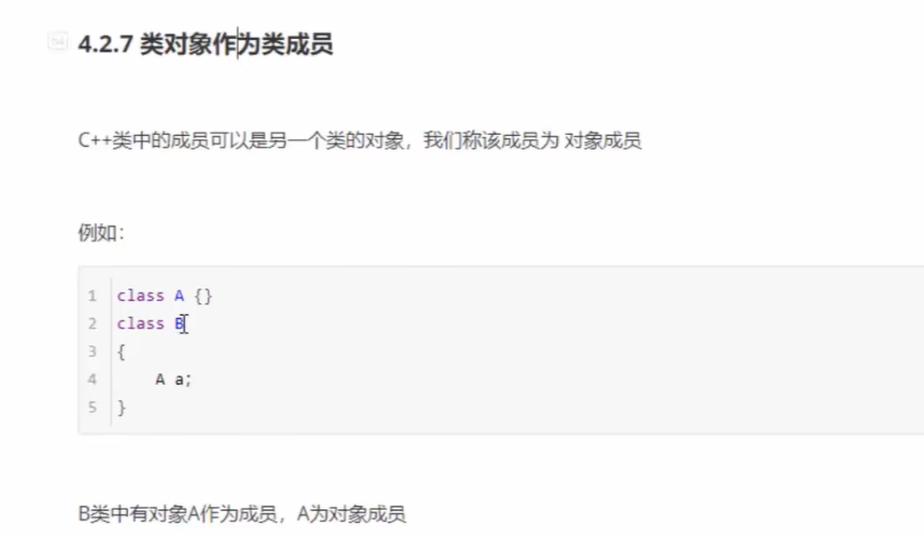 4.2.7 类对象作为类成员
C++类中的成员可以是另一个类的对象，我们称该成员为 对象成员
例如：
1 class A {}
2 class B
3 {
4     A a;
5 }
B类中有对象A作为成员，A为对象成员